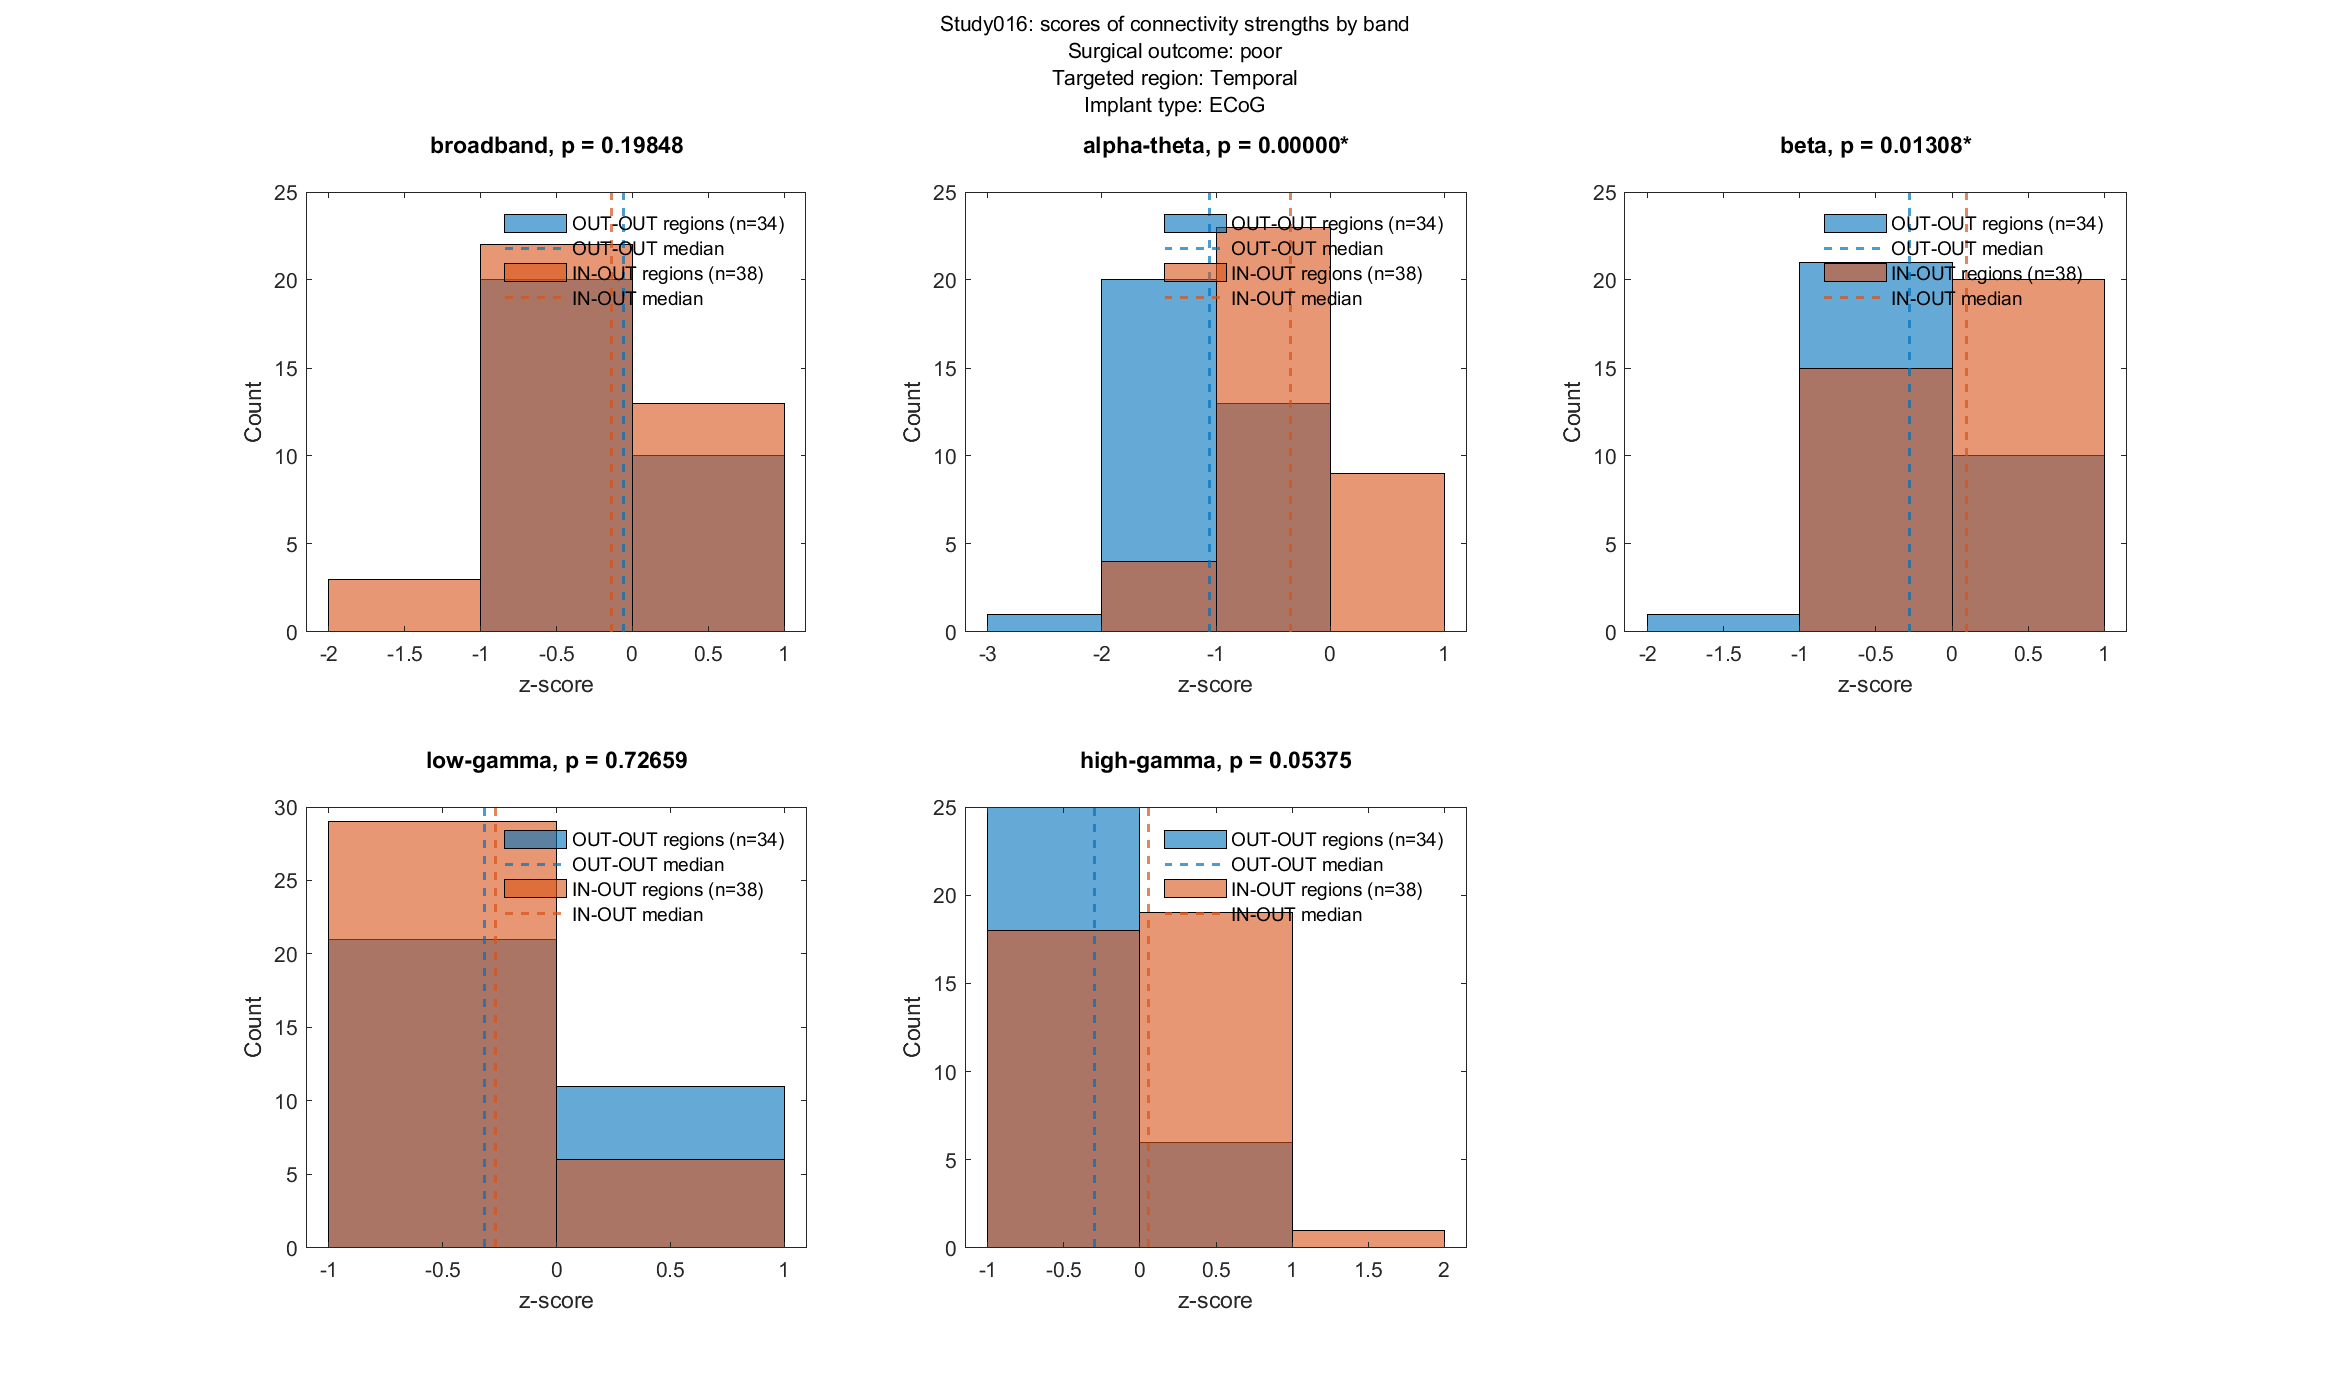 Study016: scores of connectivity strengths by band
Surgical outcome: poor
Targeted region: Temporal
Implant type: ECoG
broadband, p = 0.19848
25
20
15
10
5
0
Count
-2 -1.5 -1 -0.5 0 0.5 1
z-score
OUT-OUT regions (n=34)
OUT-OUT median
IN-OUT regions (n=38)
IN-OUT median
alpha-theta, p = 0.00000*
25
20
15
10
5
0
Count
-3 -2 -1 0 1
z-score
OUT-OUT regions (n=34)
OUT-OUT median
IN-OUT regions (n=38)
IN-OUT median
beta, p = 0.01308*
25
20
15
10
5
0
Count
-2 -1.5 -1 -0.5 0 0.5 1
z-score
OUT-OUT regions (n=34)
OUT-OUT median
IN-OUT regions (n=38)
IN-OUT median
low-gamma, p = 0.72659
30
25
20
15
10
5
0
Count
-1 -0.5 0 0.5 1
z-score
OUT-OUT regions (n=34)
OUT-OUT median
IN-OUT regions (n=38)
IN-OUT median
high-gamma, p = 0.05375
25
20
15
10
5
0
Count
-1 -0.5 0 0.5 1 1.5 2
z-score
OUT-OUT regions (n=34)
OUT-OUT median
IN-OUT regions (n=38)
IN-OUT median